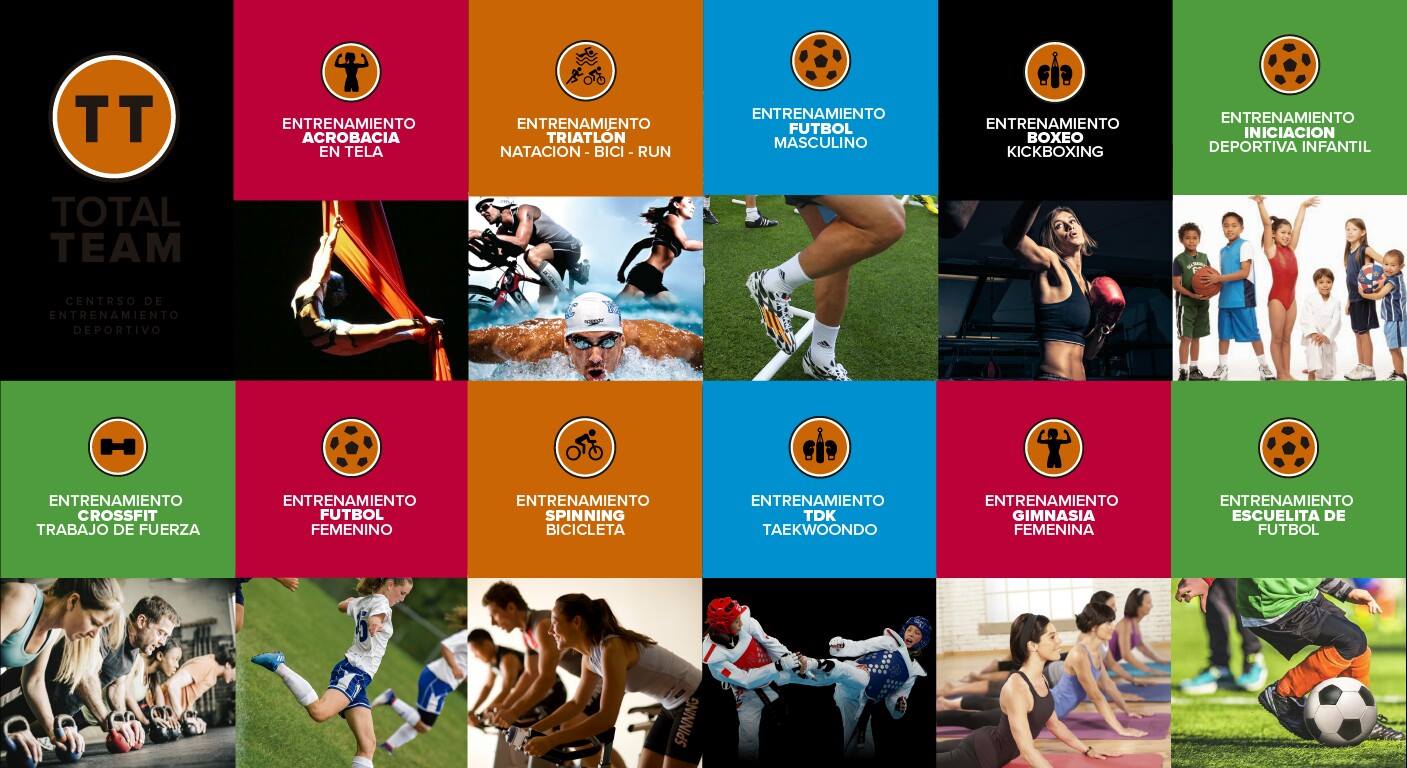 TT
TOTAL
TEAM
CENTRSO DE
ENTRENAMIENTO
DEPORTIVO
ENTRENAMIENTO
ACROBACIA
EN TELA
ENTRENAMIENTO
TRIATLÓN
NATACION - BICI - RUN
ENTRENAMIENTO
FUTBOL
MASCULINO
ENTRENAMIENTO
BOXEO
KICKBOXING
ENTRENAMIENTO
INICIACION
DEPORTIVA INFANTIL
speedo
ENTRENAMIENTO
CROSSFIT
TRABAJO DE FUERZA
ENTRENAMIENTO
FUTBOL
FEMENINO
ENTRENAMIENTO
SPINNING
BICICLETA
ENTRENAMIENTO
TDK
TAEKWOONDO
ENTRENAMIENTO
GIMNASIA
FEMENINA
ENTRENAMIENTO
ESCUELITA DE
FUTBOL
SPINNING